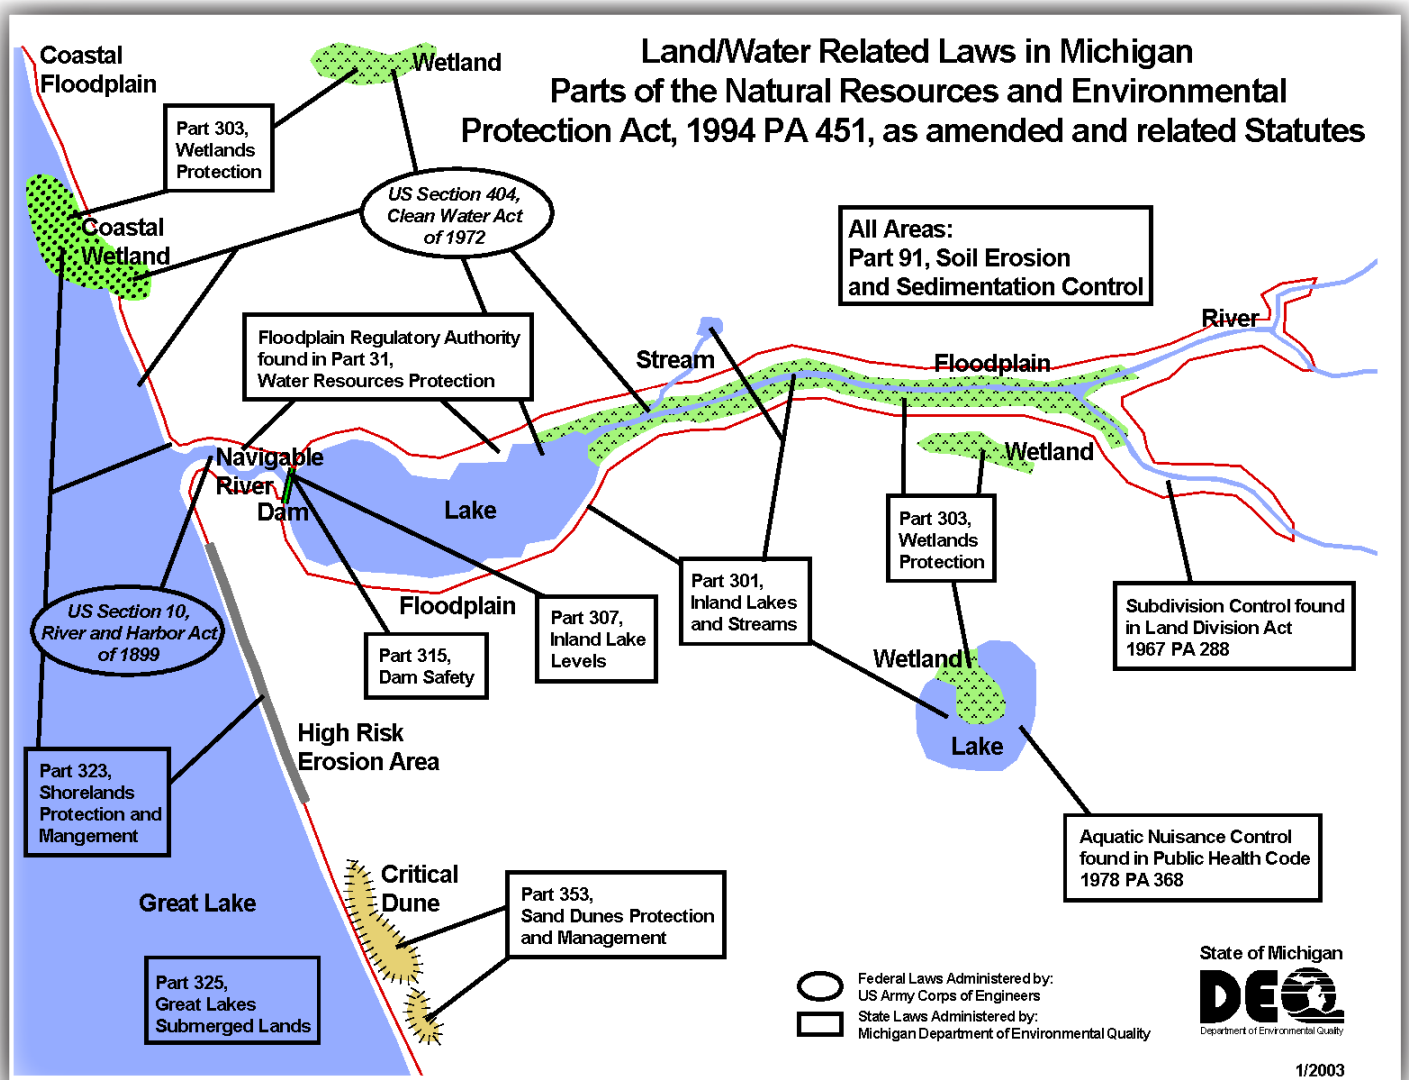 Land/Water Related Laws in Michigan
Parts of the Natural Resources and Environmental
Protection Act, 1994 PA 451, as amended and related Statutes
Coastal
Floodplain
Wetland
Part 303,
Wetlands
Protection
US Section 404,
Clean Water Act
of 1972
Coastal
Wetland
All Areas:
Part 91, Soil Erosion
and Sedimentation Control
Floodplain Regulatory Authority
found in Part 31,
Water Resources Protection
Stream
Floodplain
River
Navigable
River
Dam
Lake
Wetland
Part 303,
Wetlands
Protection
Floodplain
US Section 10,
River and Harbor Act
of 1899
Part 315,
Dam Safety
Part 307,
Inland Lake
Levels
Part 301,
Inland Lakes
and Streams
Subdivision Control found
in Land Division Act
1967 PA 288
Wetland
Lake
High Risk
Erosion Area
Part 323,
Shorelands
Protection and
Mangement
Aquatic Nuisance Control
found in Public Health Code
1978 PA 368
Great Lake
Critical
Dune
Part 353,
Sand Dunes Protection
and Management
Part 325,
Great Lakes
Submerged Lands
Federal Laws Administered by:
US Army Corps of Engineers
State Laws Administered by:
Michigan Department of Environmental Quality
State of Michigan
DEQ
Department of Environmental Quality
1/2003